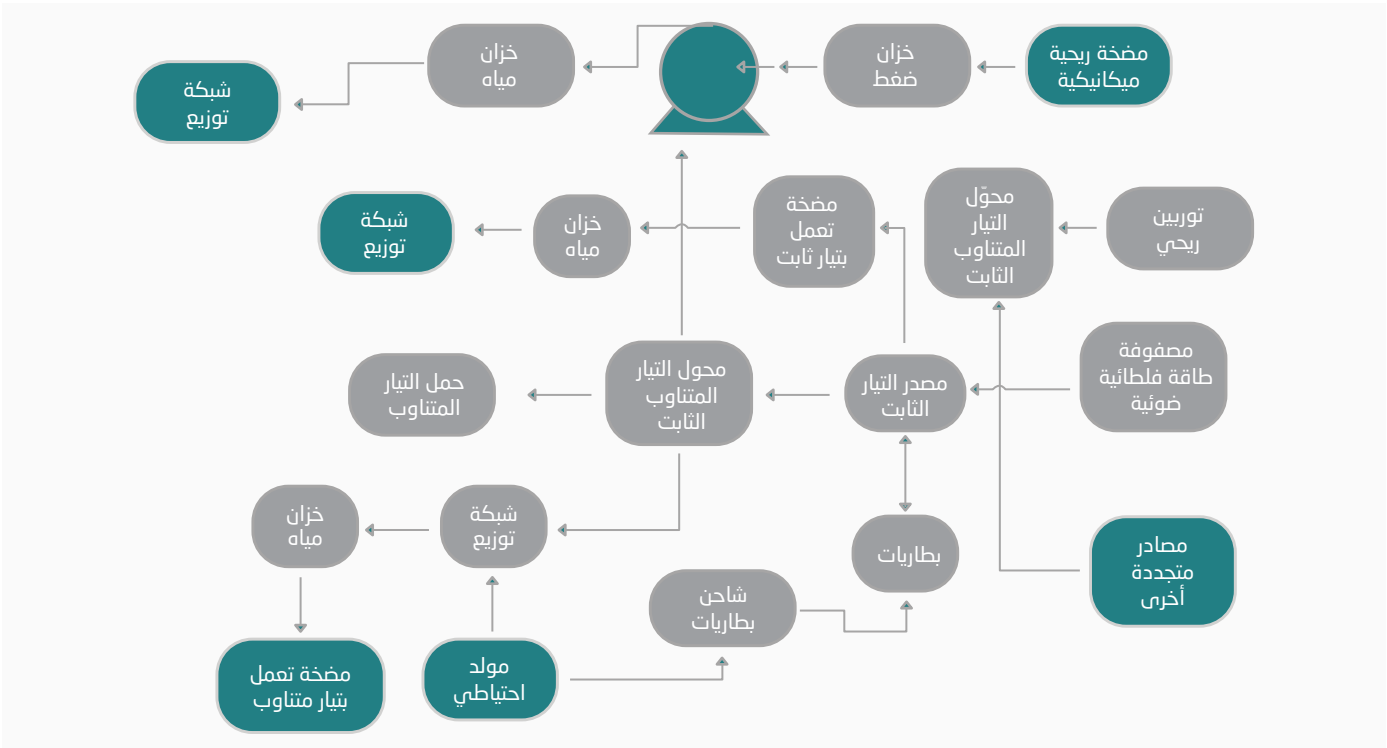 مضخة ريحية
ميكانيكية
خزان
ضغط
خزان
مياه
شبكة
توزيع
توربين
ريحي
محوّل
التيار
المتناوب
الثابت
مضخة
تعمل
بتيار ثابت
خزان
مياه
شبكة
توزيع
مصفوفة
طاقة فلطائية
ضوئية
مصدر التيار
الثابت
محول التيار
المتناوب
الثابت
حمل التيار
المتناوب
مصادر
متجددة
أخرى
بطاريات
شبكة
توزيع
خزان
مياه
شاحن
بطاريات
مولد
احتياطي
مضخة تعمل
بتيار متناوب